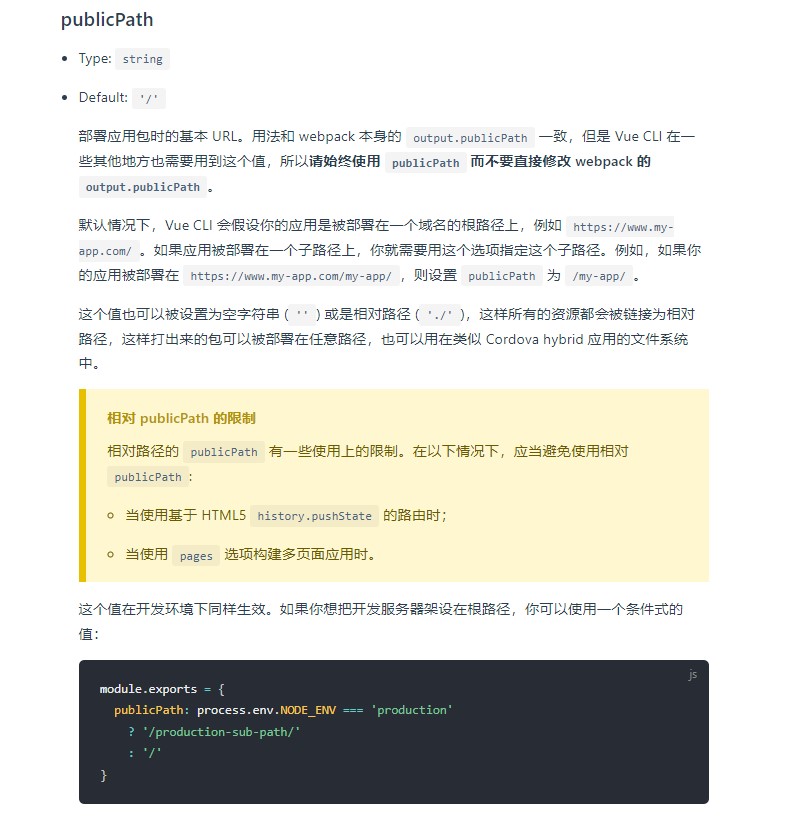 publicPath
Type: string
Default: '/'
部署应用包时的基本 URL。用法和 webpack 本身的 output.publicPath 一致，但是 Vue CLI 在一
些其他地方也需要用到这个值，所以请始终使用 publicPath 而不要直接修改 webpack 的
output.publicPath 。
默认情况下，Vue CLI 会假设你的应用是被部署在一个域名的根路径上，例如 https://www.my-
app.com/ 。如果应用被部署在一个子路径上，你就需要用这个选项指定这个子路径。例如，如果你
的应用被部署在 https://www.my-app.com/my-app/ ，则设置 publicPath 为 /my-app/ 。
这个值也可以被设置为空字符串 ( '' ) 或是相对路径 ( './' )，这样所有的资源都会被链接为相对
路径，这样打出来的包可以被部署在任意路径，也可以用在类似 Cordova hybrid 应用的文件系统
中。
相对 publicPath 的限制
相对路径的 publicPath 有一些使用上的限制。在以下情况下，应当避免使用相对
publicPath :
当使用基于 HTML5 history.pushState 的路由时；
当使用 pages 选项构建多页面应用时。
这个值在开发环境下同样生效。如果你想把开发服务器架设在根路径，你可以使用一个条件式的
值：
js
module.exports = {
publicPath: process.env.NODE_ENV === 'production'
? '/production-sub-path/'
: '/'
}